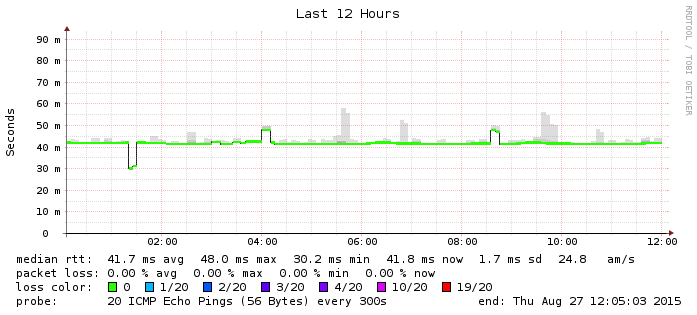 Last 12 Hours
RRDTOOL / TOBI OETIKER
Seconds
90 m
80 m
70 m
60 m
50 m
40 m
30 m
20 m
10 m
0
02:00 04:00 06:00 08:00 10:00 12:00
median rtt: 41.7 ms avg 48.0 ms max 30.2 ms min 41.8 ms now 1.7 ms sd 24.8 am/s
packet loss: 0.00 % avg 0.00 % max 0.00 % min 0.00 % now
loss color: 0 1/20 2/20 3/20 4/20 10/20 19/20
probe: 20 ICMP Echo Pings (56 Bytes) every 300s end: Thu Aug 27 12:05:03 2015